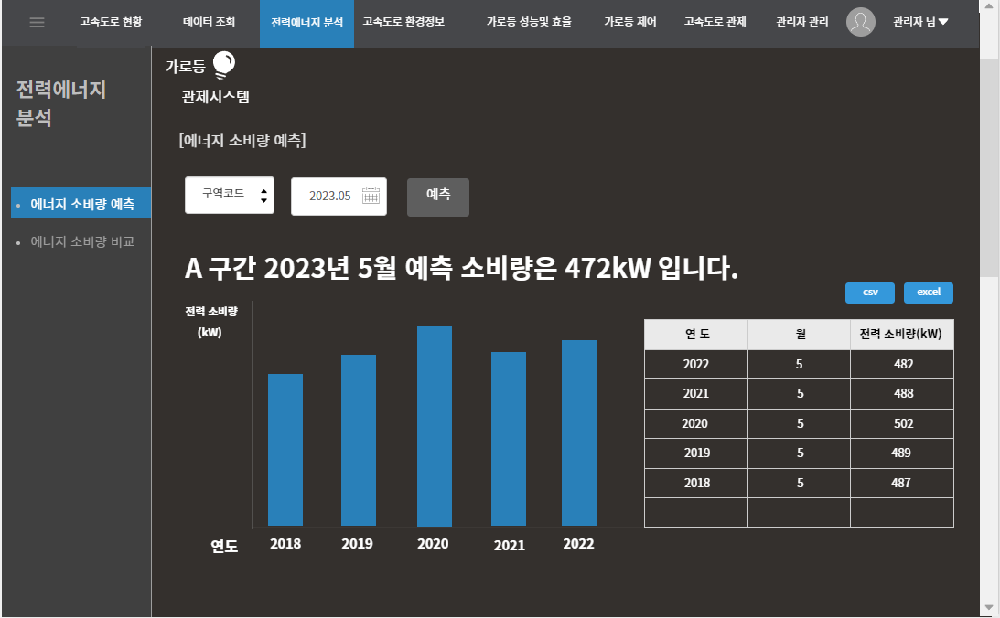 고속도로 현황 데이터 조회 전력에너지 분석 고속도로 환경정보 가로등 성능및 효율 가로등 제어 고속도로 관제 관리자 관리 관리자 님
전력에너지
분석
에너지 소비량 예측
에너지 소비량 비교
가로등
관제시스템
[에너지 소비량 예측]
구역코드 2023.05 예측
A 구간 2023년 5월 예측 소비량은 472kW 입니다.
csv excel
전력 소비량
(kW)
연도 2018 2019 2020 2021 2022
연 도 월 전력 소비량(kW)
2022 5 482
2021 5 488
2020 5 502
2019 5 489
2018 5 487